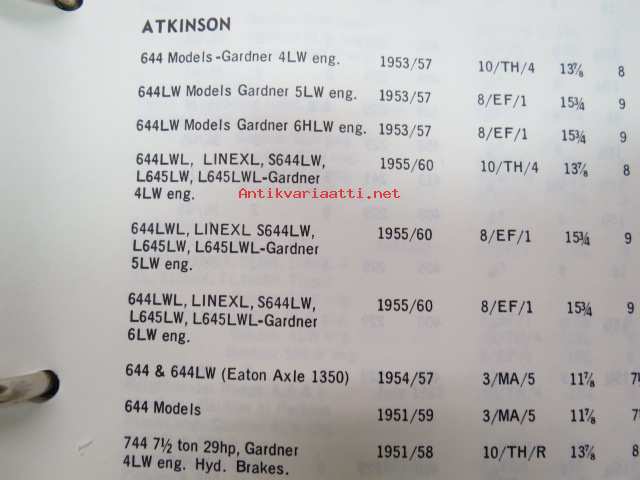 ATKINSON
644 Models-Gardner 4LW eng. 1953/57 10/TH/4 13⅞ 8
644LW Models Gardner 5LW eng. 1953/57 8/EF/1 15¾ 9
644LW Models Gardner 6HLW eng. 1953/57 8/EF/1 15¾ 9
644LWL, LINEXL, S644LW, 1955/60 10/TH/4 13⅞ 8
L645LW, L645LWL-Gardner
Antikvariaatti.net
4LW eng.
644LWL, LINEXL S644LW,
L645LW, L645LWL-Gardner 1955/60 8/EF/1 15¾ 9
5LW eng.
644LWL, LINEXL, S644LW, 1955/60 8/EF/1 15¾ 9
L645LW, L645LWL-Gardner
6LW eng.
644 & 644LW (Eaton Axle 1350) 1954/57 3/MA/5 11⅞
644 Models 1951/59 3/MA/5 11⅞
744 7½ ton 29hp, Gardner 1951/58 10/TH/R 13⅞ 8
4LW eng. Hyd. Brakes.